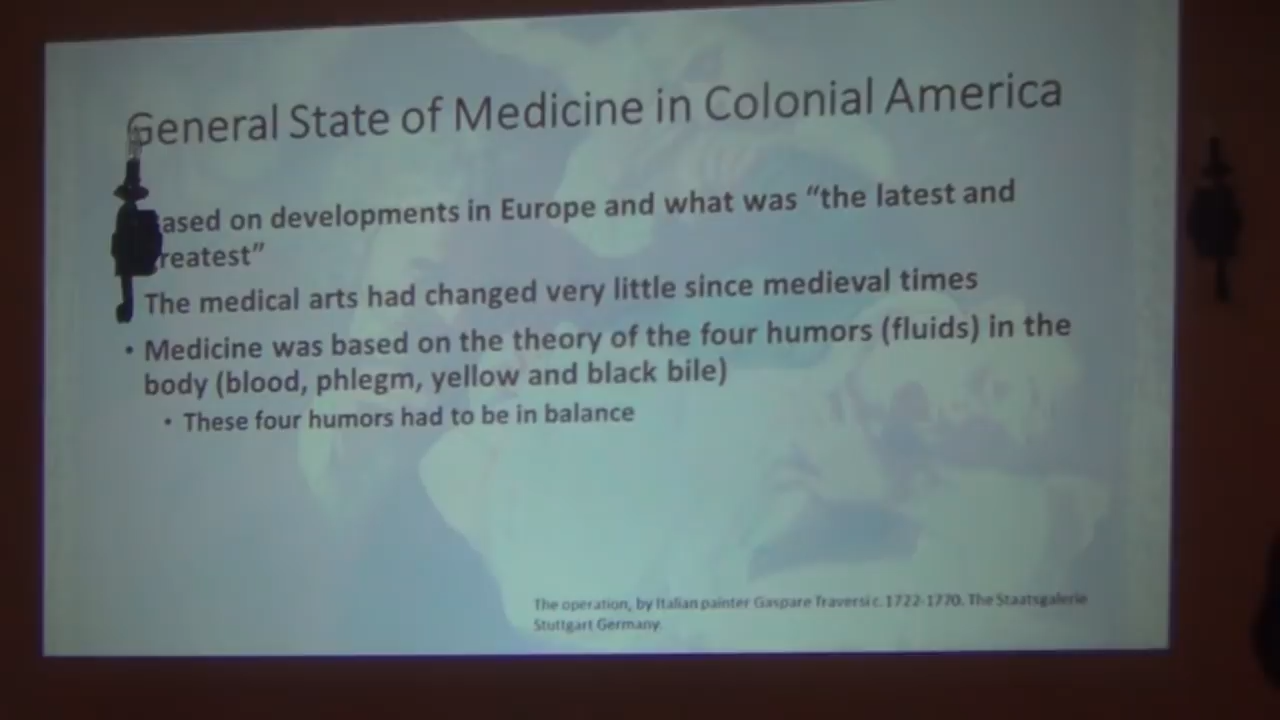 General State of Medicine in Colonial America
ased on developments in Europe and what was “the latest and
reatest”
The medical arts had changed very little since medieval times
• Medicine was based on the theory of the four humors (fluids) in the
body (blood, phlegm, yellow and black bile)
• These four humors had to be in balance
The operation, by Italian painter Gaspare Traversi c. 1722-1770. The Staatsgalerie
Stuttgart Germany.